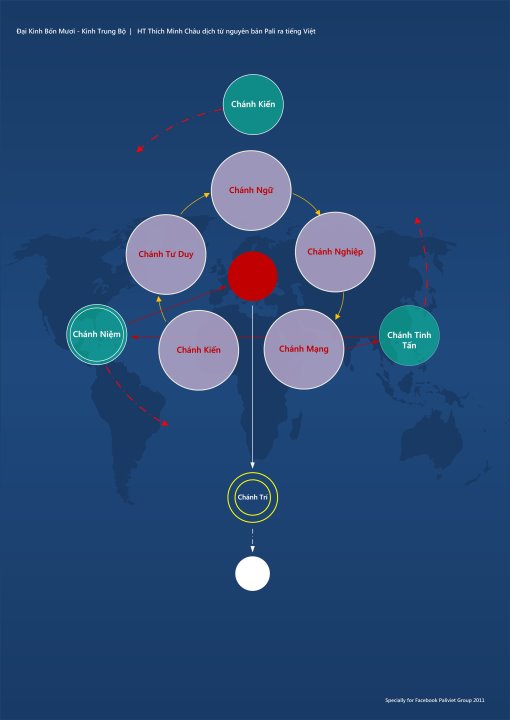 Đại Kinh Bốn Mươi - Kinh Trung Bộ | HT Thích Minh Châu dịch từ nguyên bản Pali ra tiếng Việt
Chánh Kiến
Chánh Ngữ
Chánh Tư Duy
Chánh Nghiệp
Chánh Niệm
Chánh Kiến
Chánh Mạng
Chánh Tinh
Tấn
Chánh Trí
Specially for Facebook Paliviet Group 2011